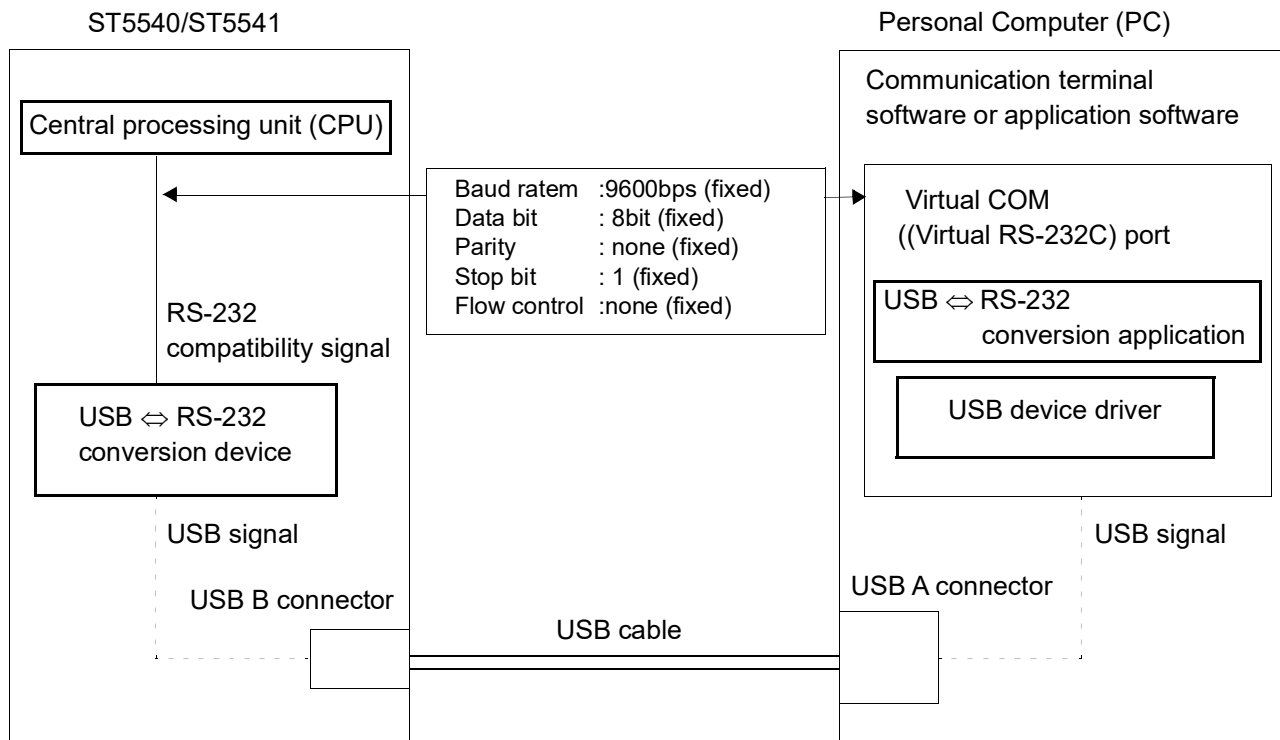 ST5540/ST5541
Central processing unit (CPU)
RS-232
compatibility signal
USB ⇔ RS-232
conversion device
USB signal
USB B connector
Baud ratem :9600bps (fixed)
Data bit : 8bit (fixed)
Parity : none (fixed)
Stop bit : 1 (fixed)
Flow control :none (fixed)
USB cable
Personal Computer (PC)
Communication terminal
software or application software
Virtual COM
((Virtual RS-232C) port
USB ⇔ RS-232
conversion application
USB device driver
USB signal
USB A connector